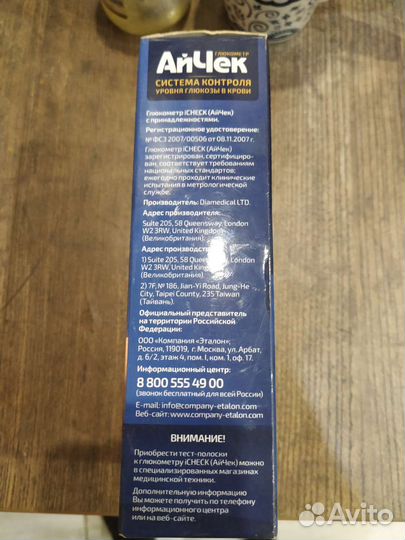 ГЛЮКОМЕТР
АйЧек
СИСТЕМА КОНТРОЛЯ
УРОВНЯ ГЛЮКОЗЫ В КРОВИ
Глюкометр iCHECK (АйЧек)
с принадлежностями.
Регистрационное удостоверение:
№ ФСЗ 2007/00506 от 08.11.2007 г.
Глюкометр iCHECK (АйЧек)
зарегистрирован, сертифициро-
ван, соответствует требованиям
национальных стандартов;
ежегодно проходит клинические
испытания в метрологической
службе.
Производитель: Diamedical LTD.
Адрес производителя:
Suite 205, 58 Queensway, London
W2 3RW, United Kingdom
(Великобритания).
Адрес производства:
1) Suite 205, 58 Queensway, London
W2 3RW, United Kingdom
(Великобритания).
2) 7F, № 186, Jian-Yi Road, Jung-He
City, Taipei County, 235 Taiwan
(Тайвань).
Официальный представитель
на территории Российской
Федерации:
ООО «Компания «Эталон»,
Россия, 119019, г. Москва, ул. Арбат,
д. 6/2, этаж 4, пом. I, ком. 1, оф. 17.
Информационный центр:
8 800 555 49 00
(звонок бесплатный для всей России)
E-mail: info@company-etalon.com
Веб-сайт: www.company-etalon.com
ВНИМАНИЕ!
Приобрести тест-полоски
к глюкометру iCHECK (АйЧек) можно
в специализированных магазинах
медицинской техники.
Дополнительную информацию
Вы можете получить по телефону
информационного центра
или на веб-сайте.
Avito